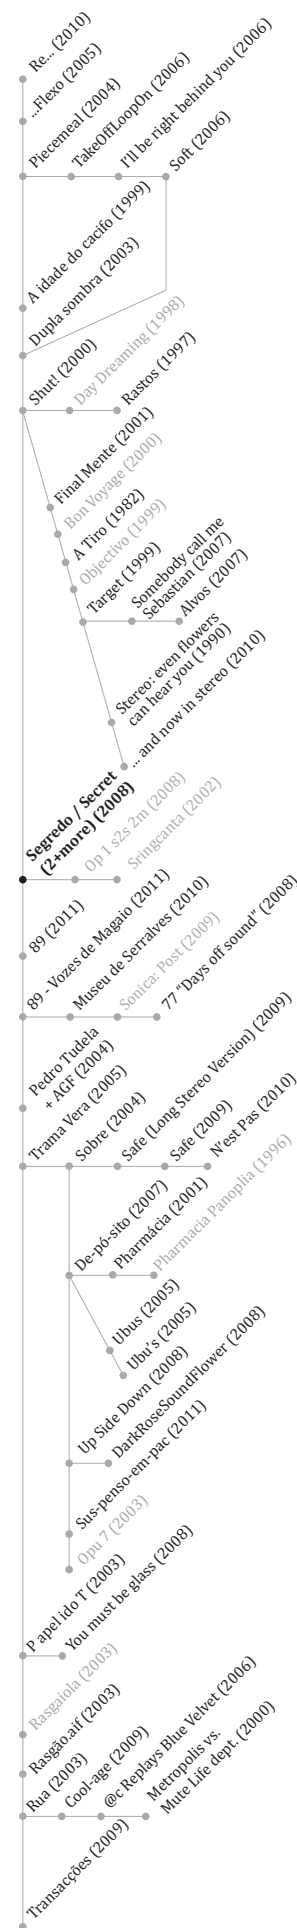 Re... (2010)
...Flexo (2005)
Piecemeal (2004)
TakeOffLoopOn (2006)
I'll be right behind you (2006)
Soft (2006)
A idade do cacifo (1999)
Dupla sombra (2003)
Shut! (2000)
Day Dreaming (1998)
Rastos (1997)
Final Mente (2001)
Bon Voyage (2000)
A Tiro (1982)
Objectivo (1999)
Target (1999)
Somebody call me
Sebastian (2007)
Alvos (2007)
Stereo: even flowers
can hear you (1990)
... and now in stereo (2010)
Segredo / Secret
(2+more) (2008)
Op 1 s2s 2m (2008)
Sringcanta (2002)
89 (2011)
89 - Vozes de Magaio (2011)
Museu de Serralves (2010)
Sonica: Post (2009)
77 “Days off sound” (2008)
Pedro Tudela
+ AGF (2004)
Trama Vera (2005)
Sobre (2004)
Safe (Long Stereo Version) (2009)
Safe (2009)
N'est Pas (2010)
De-pó-sito (2007)
Pharmácia (2001)
Pharmacia Panoplia (1996)
Ubus (2005)
Ubu's (2005)
Up Side Down (2008)
DarkRoseSoundFlower (2008)
Sus-penso-em-pac (2011)
Opu 7 (2003)
P apel ido T (2003)
You must be glass (2008)
Rasgaiola (2003)
Rasgão.aif (2003)
Rua (2003)
Cool-age (2009)
@c Replays Blue Velvet (2006)
Metropolis vs.
Mute Life dept. (2000)
Transacções (2009)